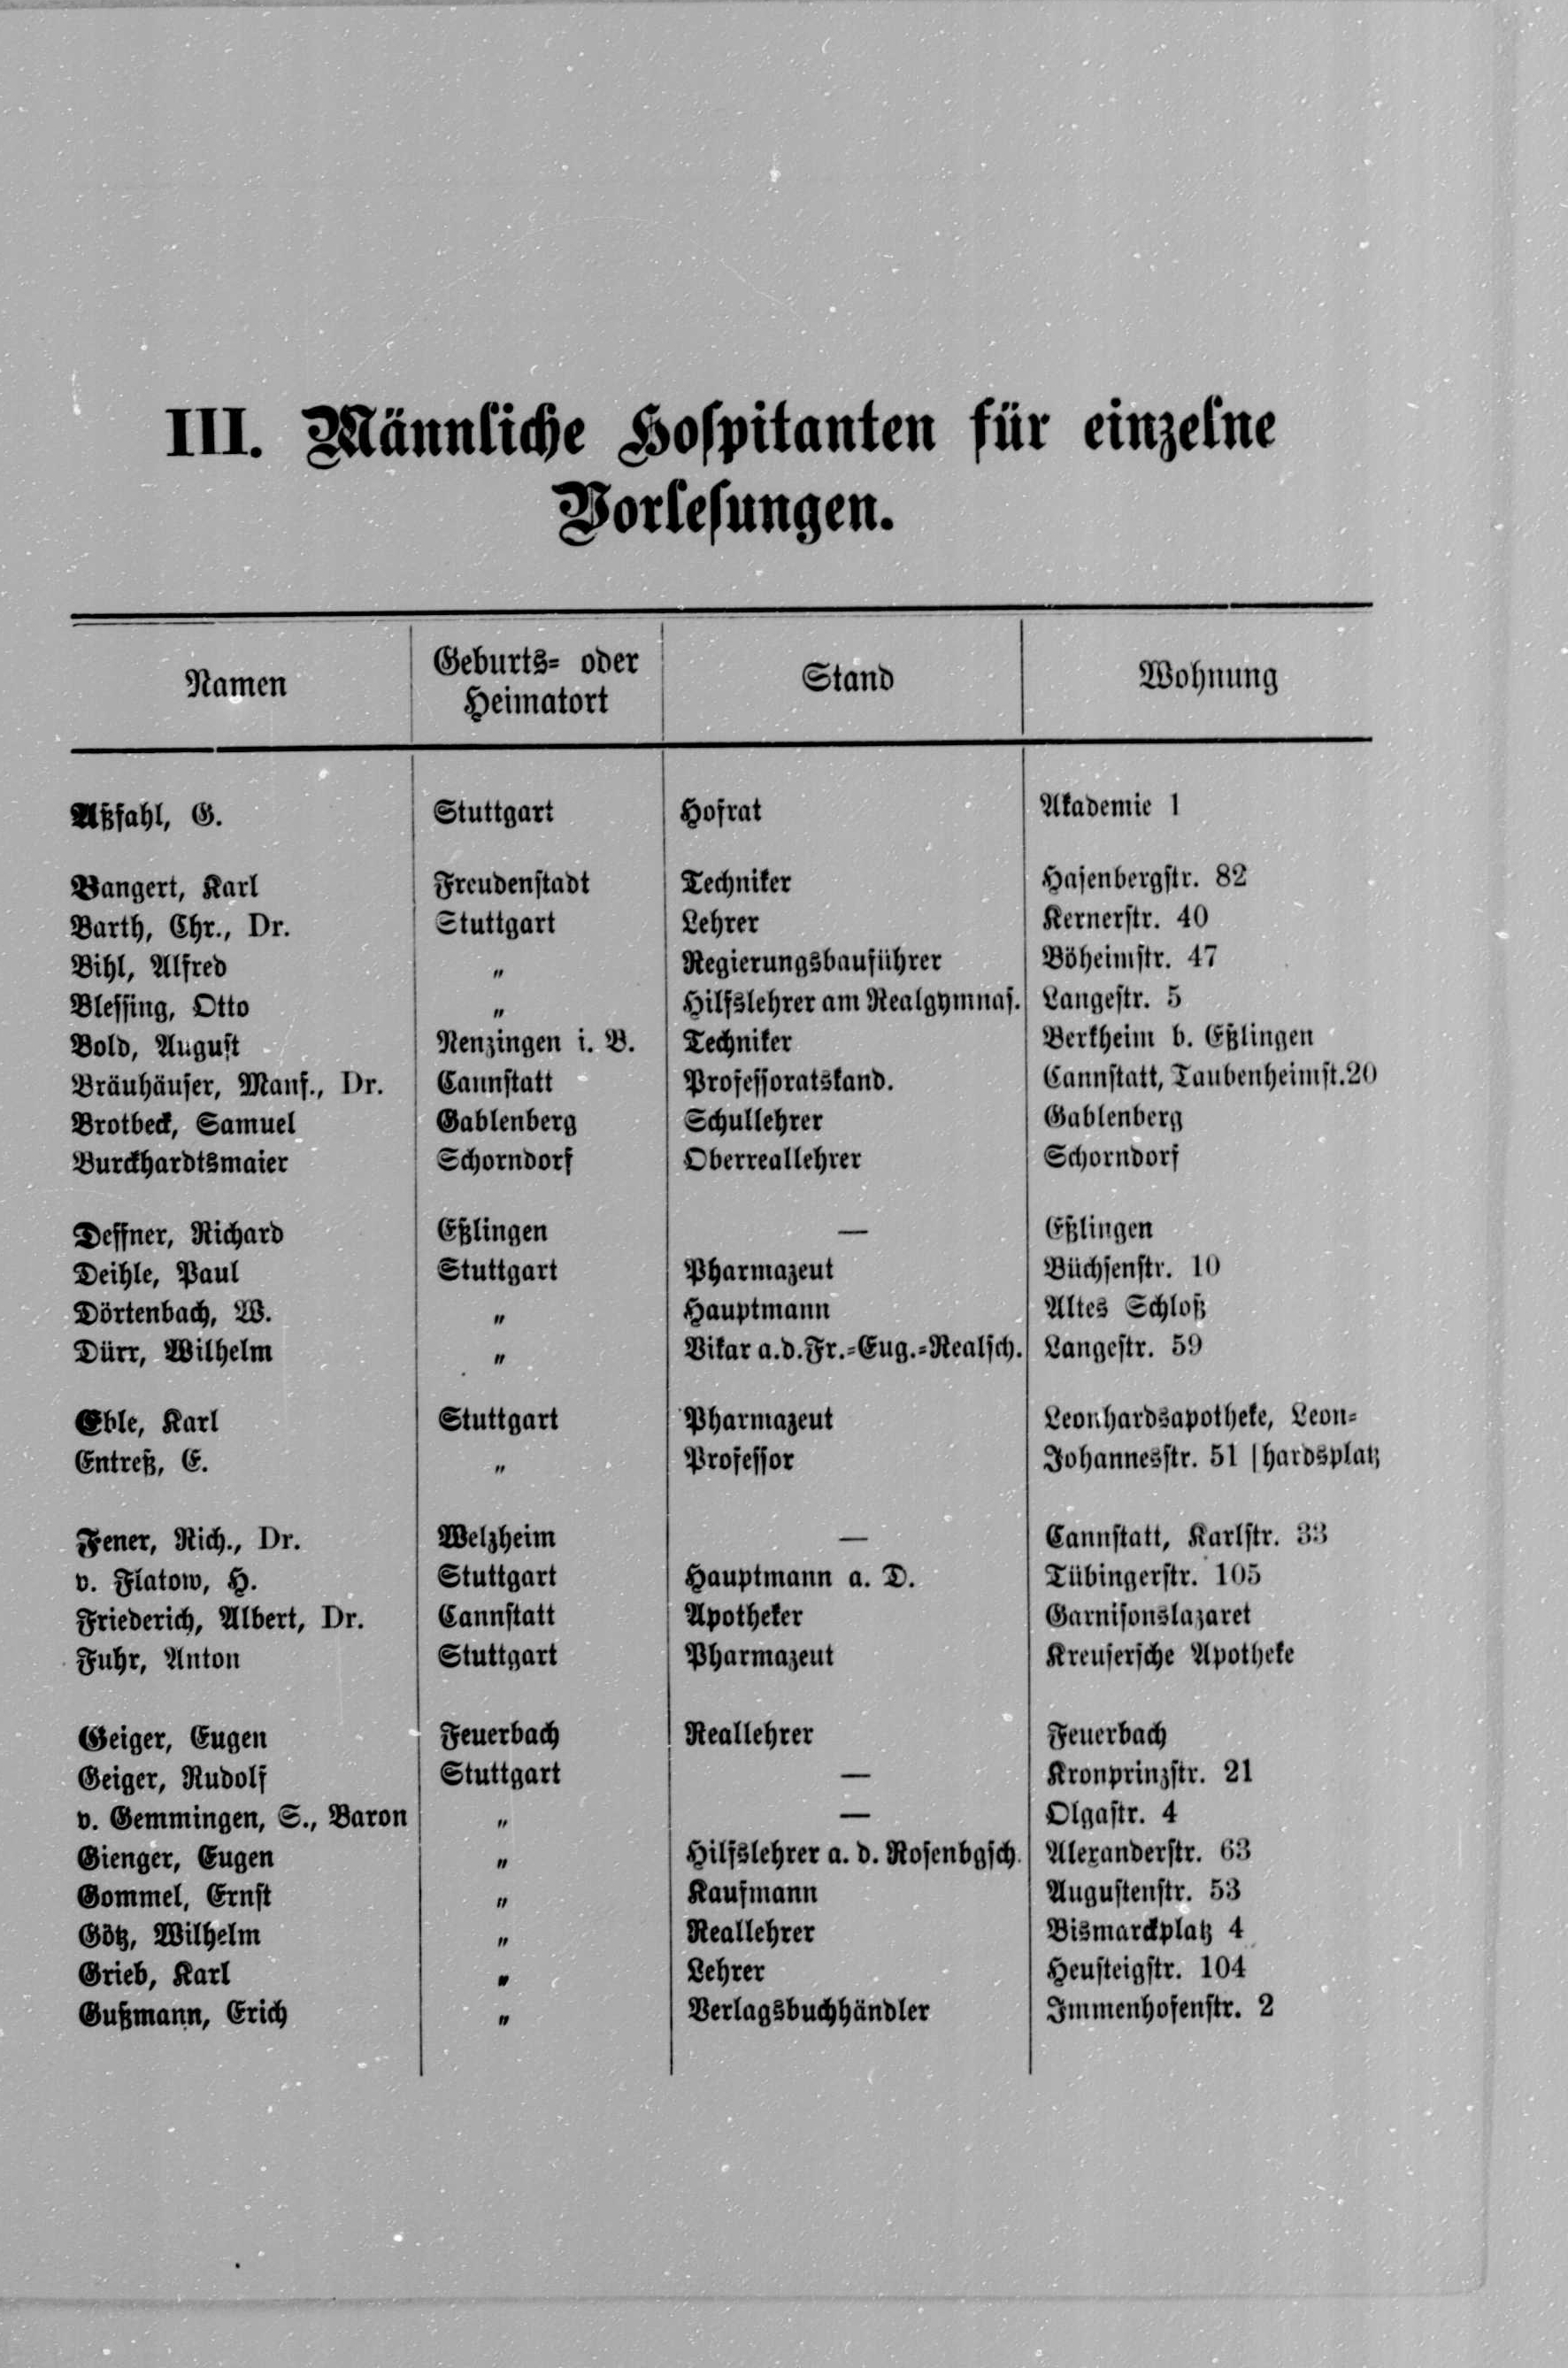 III. Männliche Hospitanten für einzelne
Vorlesungen.
Namen Geburts= oder Heimatort Stand Wohnung
Aßfahl, G. Stuttgart Hofrat Akademie 1
Bangert, Karl Freudenstadt Techniker Hasenbergstr. 82
Barth, Chr., Dr. Stuttgart Lehrer Kernerstr. 40
Bihl, Alfred " Regierungsbauführer Böheimstr. 47
Blessing, Otto " Hilfslehrer am Realgymnas. Langestr. 5
Bold, August Nenzingen i. B. Techniker Berkheim b. Eßlingen
Bräuhäuser, Manf., Dr. Cannstatt Professoratskand. Cannstatt, Taubenheimst.20
Brotbeck, Samuel Gablenberg Schullehrer Gablenberg
Burckhardtsmaier Schorndorf Oberreallehrer Schorndorf
Deffner, Richard Eßlingen — Eßlingen
Deihle, Paul Stuttgart Pharmazeut Büchsenstr. 10
Dörtenbach, W. " Hauptmann Altes Schloß
Dürr, Wilhelm " Vikar a.d.Fr.=Eug.=Realsch. Langestr. 59
Eble, Karl Stuttgart Pharmazeut Leonhardsapotheke, Leon=
Entreß, E. " Professor Johannesstr. 51 |hardsplatz
Fener, Rich., Dr. Welzheim — Cannstatt, Karlstr. 33
v. Flatow, H. Stuttgart Hauptmann a. D. Tübingerstr. 105
Friederich, Albert, Dr. Cannstatt Apotheker Garnisonslazaret
Fuhr, Anton Stuttgart Pharmazeut Kreusersche Apotheke
Geiger, Eugen Feuerbach Reallehrer Feuerbach
Geiger, Rudolf Stuttgart — Kronprinzstr. 21
v. Gemmingen, S., Baron " — Olgastr. 4
Gienger, Eugen " Hilfslehrer a. d. Rosenbgsch. Alexanderstr. 63
Gommel, Ernst " Kaufmann Augustenstr. 53
Götz, Wilhelm " Reallehrer Bismarckplatz 4
Grieb, Karl " Lehrer Heusteigstr. 104
Gußmann, Erich " Verlagsbuchhändler Immenhofenstr. 2